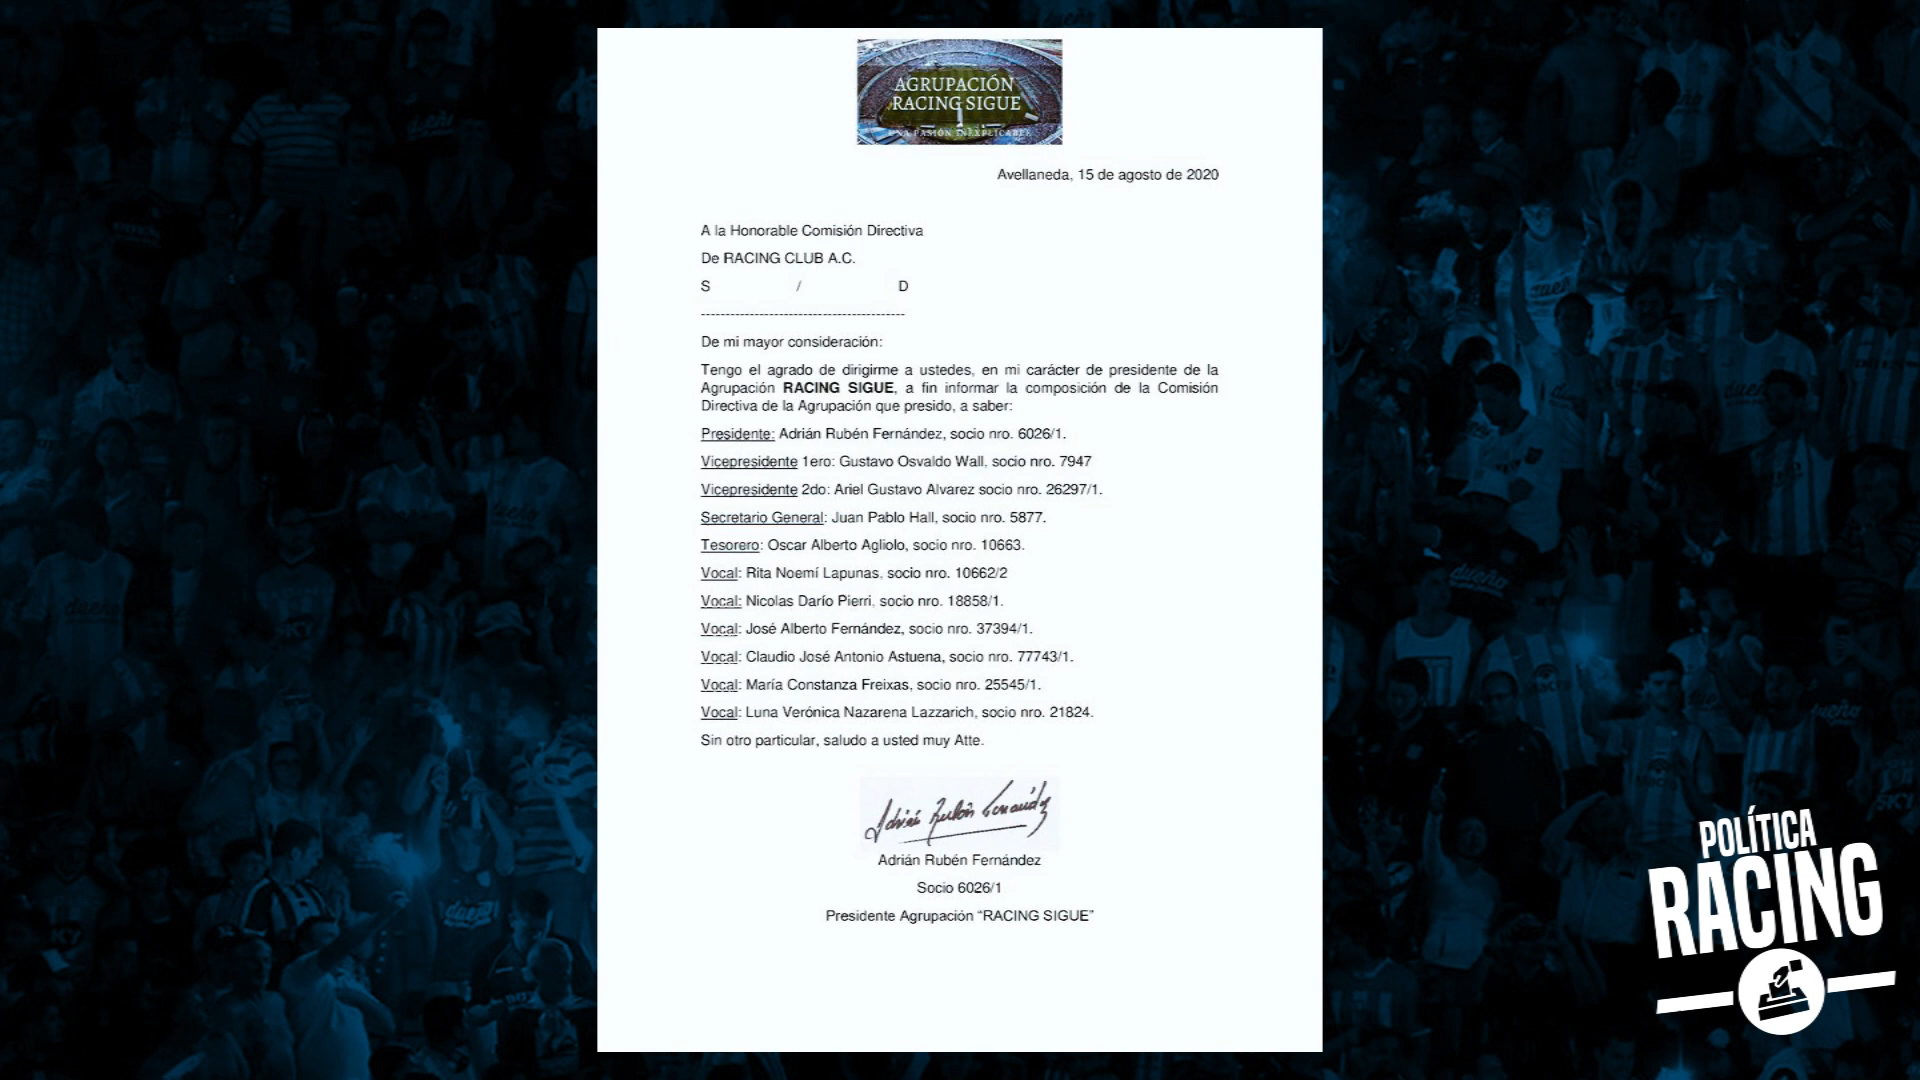 AGRUPACIÓN
RACING SIGUE
UNA PASIÓN INEXPLICABLE
Avellaneda, 15 de agosto de 2020
A la Honorable Comisión Directiva
De RACING CLUB A.C.
S / D
------------------------------------------
De mi mayor consideración:
Tengo el agrado de dirigirme a ustedes, en mi carácter de presidente de la
Agrupación RACING SIGUE, a fin informar la composición de la Comisión
Directiva de la Agrupación que presido, a saber:
Presidente: Adrián Rubén Fernández, socio nro. 6026/1.
Vicepresidente 1ero: Gustavo Osvaldo Wall, socio nro. 7947
Vicepresidente 2do: Ariel Gustavo Alvarez socio nro. 26297/1.
Secretario General: Juan Pablo Hall, socio nro. 5877.
Tesorero: Oscar Alberto Agliolo, socio nro. 10663.
Vocal: Rita Noemí Lapunas, socio nro. 10662/2
Vocal: Nicolas Darío Pierri, socio nro. 18858/1.
Vocal: José Alberto Fernández, socio nro. 37394/1.
Vocal: Claudio José Antonio Astuena, socio nro. 77743/1.
Vocal: María Constanza Freixas, socio nro. 25545/1.
Vocal: Luna Verónica Nazarena Lazzarich, socio nro. 21824.
Sin otro particular, saludo a usted muy Atte.
Adrián Rubén Fernández
Adrián Rubén Fernández
Socio 6026/1
Presidente Agrupación “RACING SIGUE”
POLÍTICA
RACING